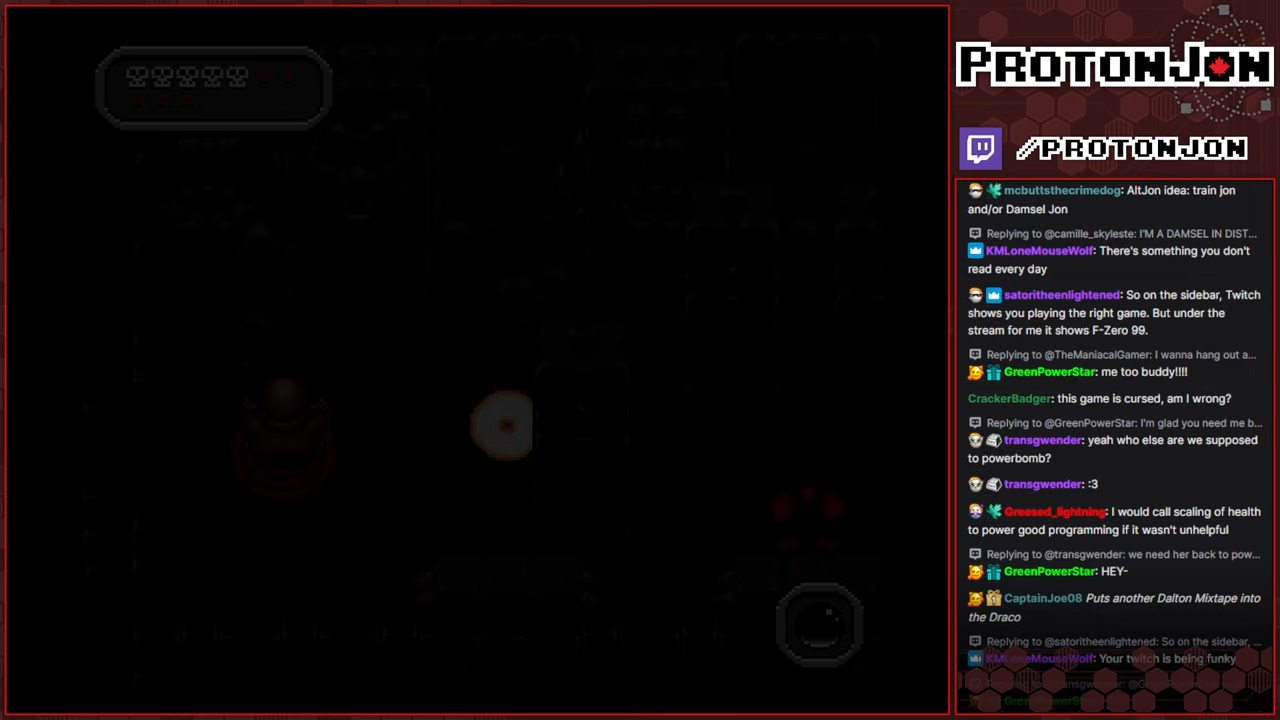 PROTONJON
/PROTONJON
mcbuttsthecrimedog: AltJon idea: train jon
and/or Damsel Jon
Replying to @camille_skyleste: I'M A DAMSEL IN DIST...
KMLoneMouseWolf: There's something you don't
read every day
satoritheenlightened: So on the sidebar, Twitch
shows you playing the right game. But under the
stream for me it shows F-Zero 99.
Replying to @TheManiacalGamer: I wanna hang out a...
GreenPowerStar: me too buddy!!!!
CrackerBadger: this game is cursed, am I wrong?
Replying to @GreenPowerStar: I'm glad you need me b...
transgwender: yeah who else are we supposed
to powerbomb?
transgwender: :3
Greesed_lightning: I would call scaling of health
to power good programming if it wasn't unhelpful
Replying to @transgwender: we need her back to pow...
GreenPowerStar: HEY-
CaptainJoe08 Puts another Dalton Mixtape into
the Draco
Replying to @satoritheenlightened: So on the sidebar, ...
KMLoneMouseWolf: Your twitch is being funky